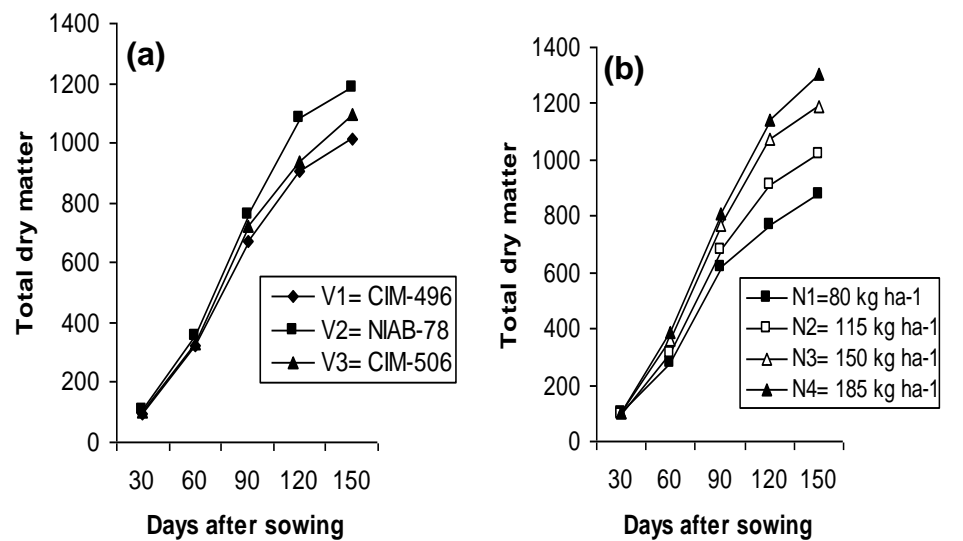 (a)
Total dry matter
1400
1200
1000
800
600
400
200
0
30 60 90 120 150
Days after sowing
V1= CIM-496
V2= NIAB-78
V3= CIM-506
(b)
Total dry matter
1400
1200
1000
800
600
400
200
0
30 60 90 120 150
Days after sowing
N1=80 kg ha-1
N2= 115 kg ha-1
N3= 150 kg ha-1
N4= 185 kg ha-1